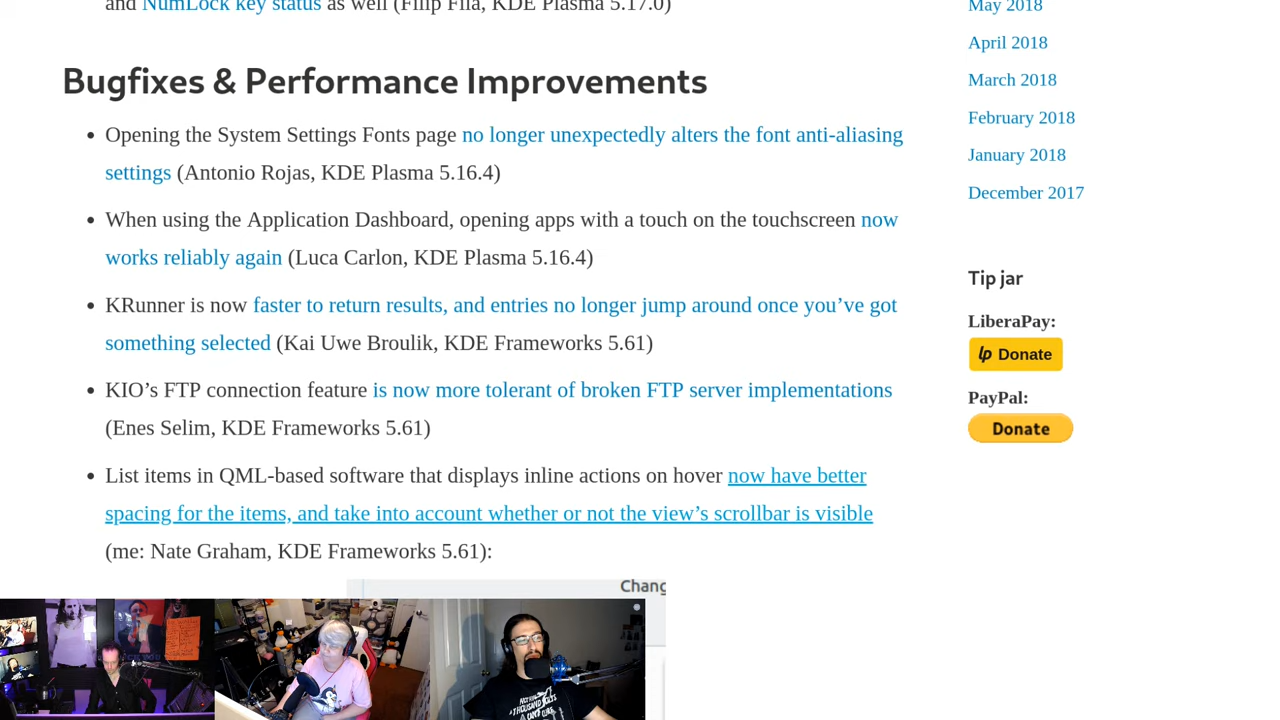 and NumLock key status as well (Filip Fila, KDE Plasma 5.17.0)
Bugfixes & Performance Improvements
• Opening the System Settings Fonts page no longer unexpectedly alters the font anti-aliasing
settings (Antonio Rojas, KDE Plasma 5.16.4)
• When using the Application Dashboard, opening apps with a touch on the touchscreen now
works reliably again (Luca Carlon, KDE Plasma 5.16.4)
• KRunner is now faster to return results, and entries no longer jump around once you’ve got
something selected (Kai Uwe Broulik, KDE Frameworks 5.61)
• KIO’s FTP connection feature is now more tolerant of broken FTP server implementations
(Enes Selim, KDE Frameworks 5.61)
• List items in QML-based software that displays inline actions on hover now have better
spacing for the items, and take into account whether or not the view’s scrollbar is visible
(me: Nate Graham, KDE Frameworks 5.61):
Chang
May 2018
April 2018
March 2018
February 2018
January 2018
December 2017
Tip jar
LiberaPay:
lp Donate
PayPal:
Donate